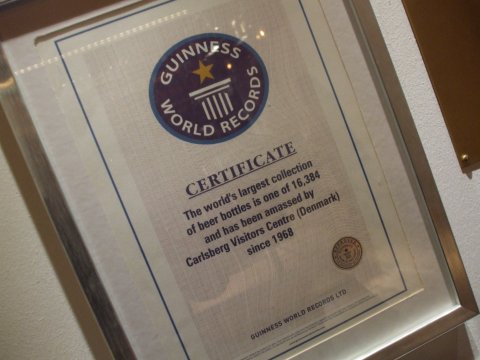 GUINNESS
WORLD RECORDS
CERTIFICATE
The world's largest collection
of beer bottles is one of 16,384
and has been amassed by
Carlsberg Visitors Centre (Denmark)
since 1968
GUINNESS WORLD RECORDS LTD